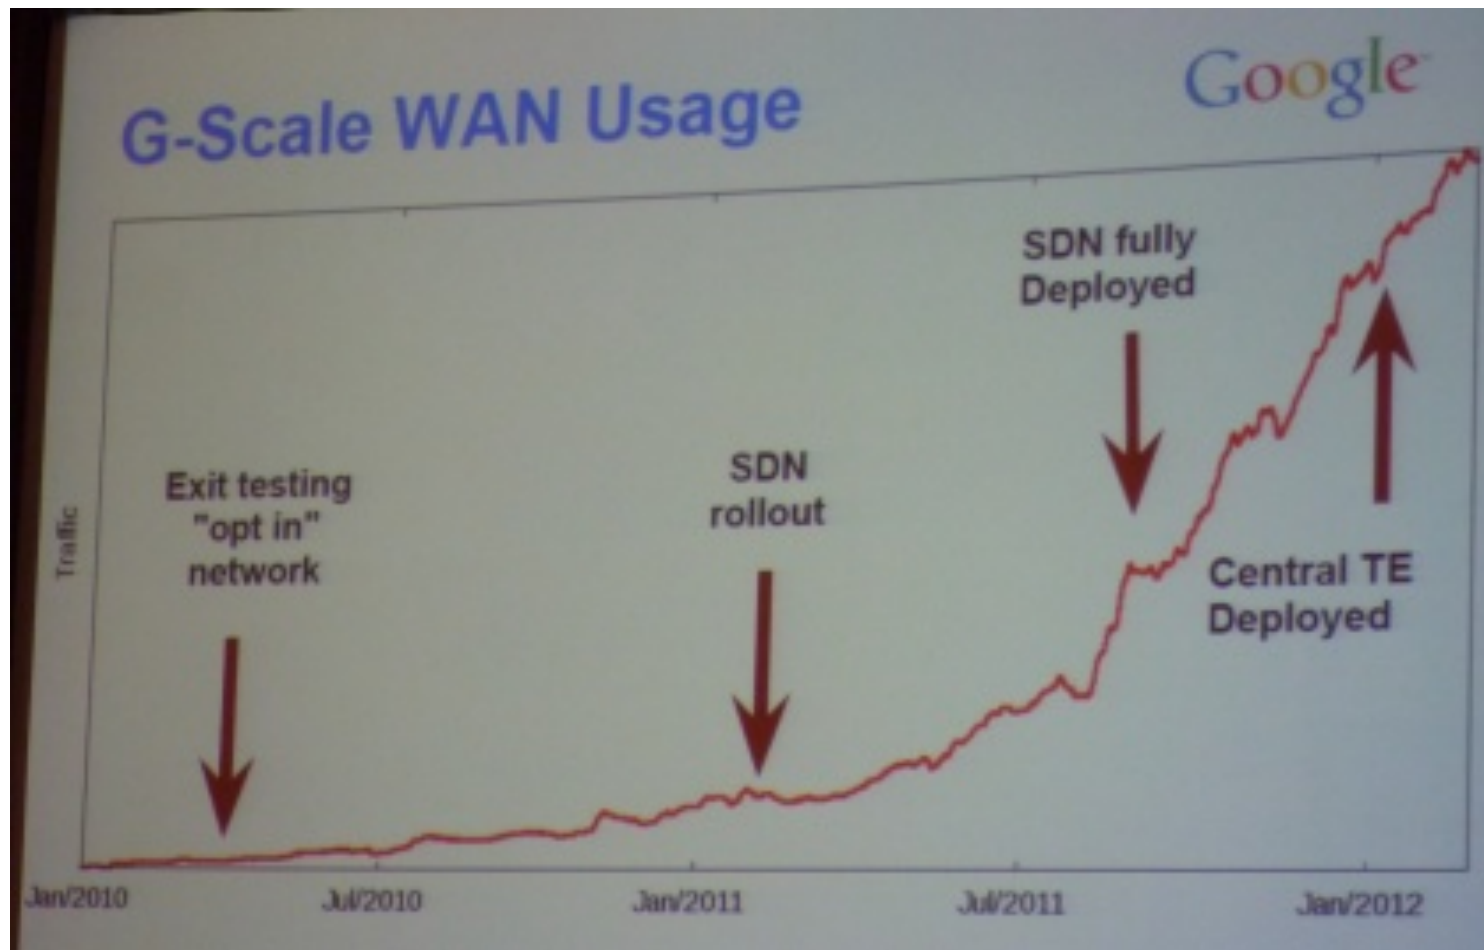 G-Scale WAN Usage
Google
SDN fully
Deployed
SDN
rollout
Exit testing
"opt in"
network
Central TE
Deployed
Traffic
Jan/2010
Jul/2010
Jan/2011
Jul/2011
Jan/2012